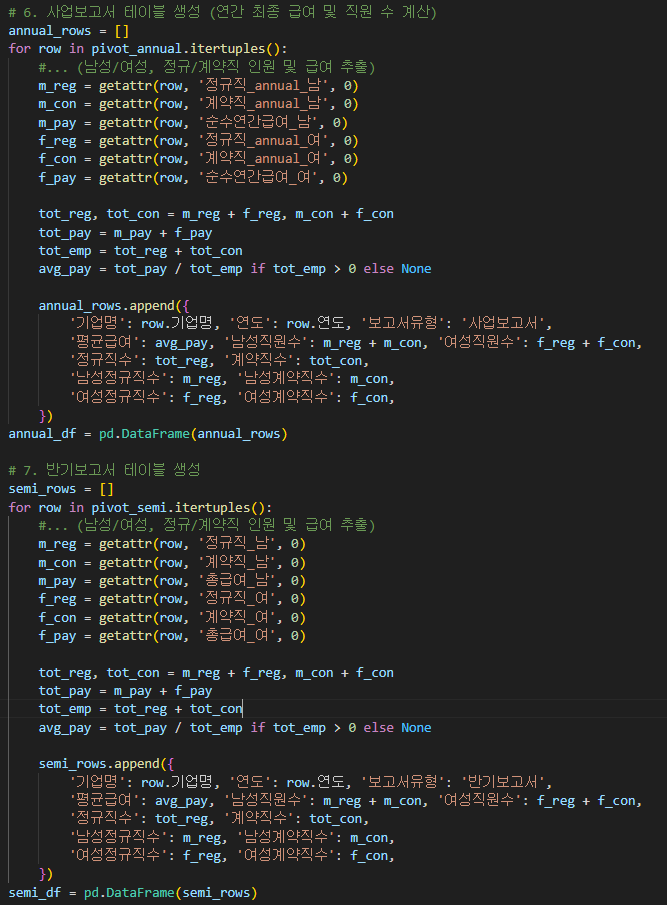 # 6. 사업보고서 테이블 생성 (연간 최종 급여 및 직원 수 계산)
annual_rows = []
for row in pivot_annual.itertuples():
    #... (남성/여성, 정규/계약직 인원 및 급여 추출)
    m_reg = getattr(row, '정규직_annual_남', 0)
    m_con = getattr(row, '계약직_annual_남', 0)
    m_pay = getattr(row, '순수연간급여_남', 0)
    f_reg = getattr(row, '정규직_annual_여', 0)
    f_con = getattr(row, '계약직_annual_여', 0)
    f_pay = getattr(row, '순수연간급여_여', 0)

    tot_reg, tot_con = m_reg + f_reg, m_con + f_con
    tot_pay = m_pay + f_pay
    tot_emp = tot_reg + tot_con
    avg_pay = tot_pay / tot_emp if tot_emp > 0 else None

    annual_rows.append({
        '기업명': row.기업명, '연도': row.연도, '보고서유형': '사업보고서',
        '평균급여': avg_pay, '남성직원수': m_reg + m_con, '여성직원수': f_reg + f_con,
        '정규직수': tot_reg, '계약직수': tot_con,
        '남성정규직수': m_reg, '남성계약직수': m_con,
        '여성정규직수': f_reg, '여성계약직수': f_con,
    })
annual_df = pd.DataFrame(annual_rows)

# 7. 반기보고서 테이블 생성
semi_rows = []
for row in pivot_semi.itertuples():
    #... (남성/여성, 정규/계약직 인원 및 급여 추출)
    m_reg = getattr(row, '정규직_남', 0)
    m_con = getattr(row, '계약직_남', 0)
    m_pay = getattr(row, '총급여_남', 0)
    f_reg = getattr(row, '정규직_여', 0)
    f_con = getattr(row, '계약직_여', 0)
    f_pay = getattr(row, '총급여_여', 0)

    tot_reg, tot_con = m_reg + f_reg, m_con + f_con
    tot_pay = m_pay + f_pay
    tot_emp = tot_reg + tot_con
    avg_pay = tot_pay / tot_emp if tot_emp > 0 else None

    semi_rows.append({
        '기업명': row.기업명, '연도': row.연도, '보고서유형': '반기보고서',
        '평균급여': avg_pay, '남성직원수': m_reg + m_con, '여성직원수': f_reg + f_con,
        '정규직수': tot_reg, '계약직수': tot_con,
        '남성정규직수': m_reg, '남성계약직수': m_con,
        '여성정규직수': f_reg, '여성계약직수': f_con,
    })
semi_df = pd.DataFrame(semi_rows)